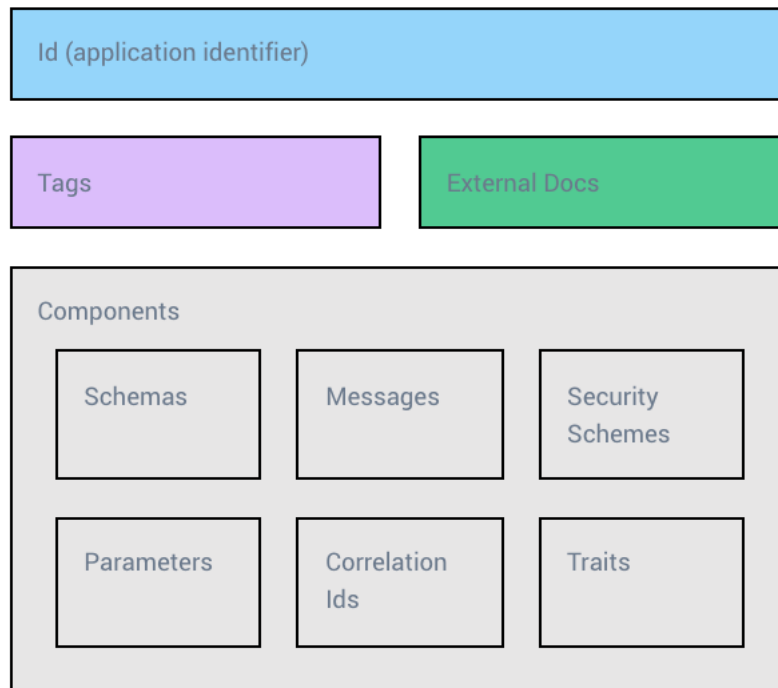 Id (application identifier)
Tags
External Docs
Components
Schemas
Messages
Security
Schemes
Parameters
Correlation
Ids
Traits